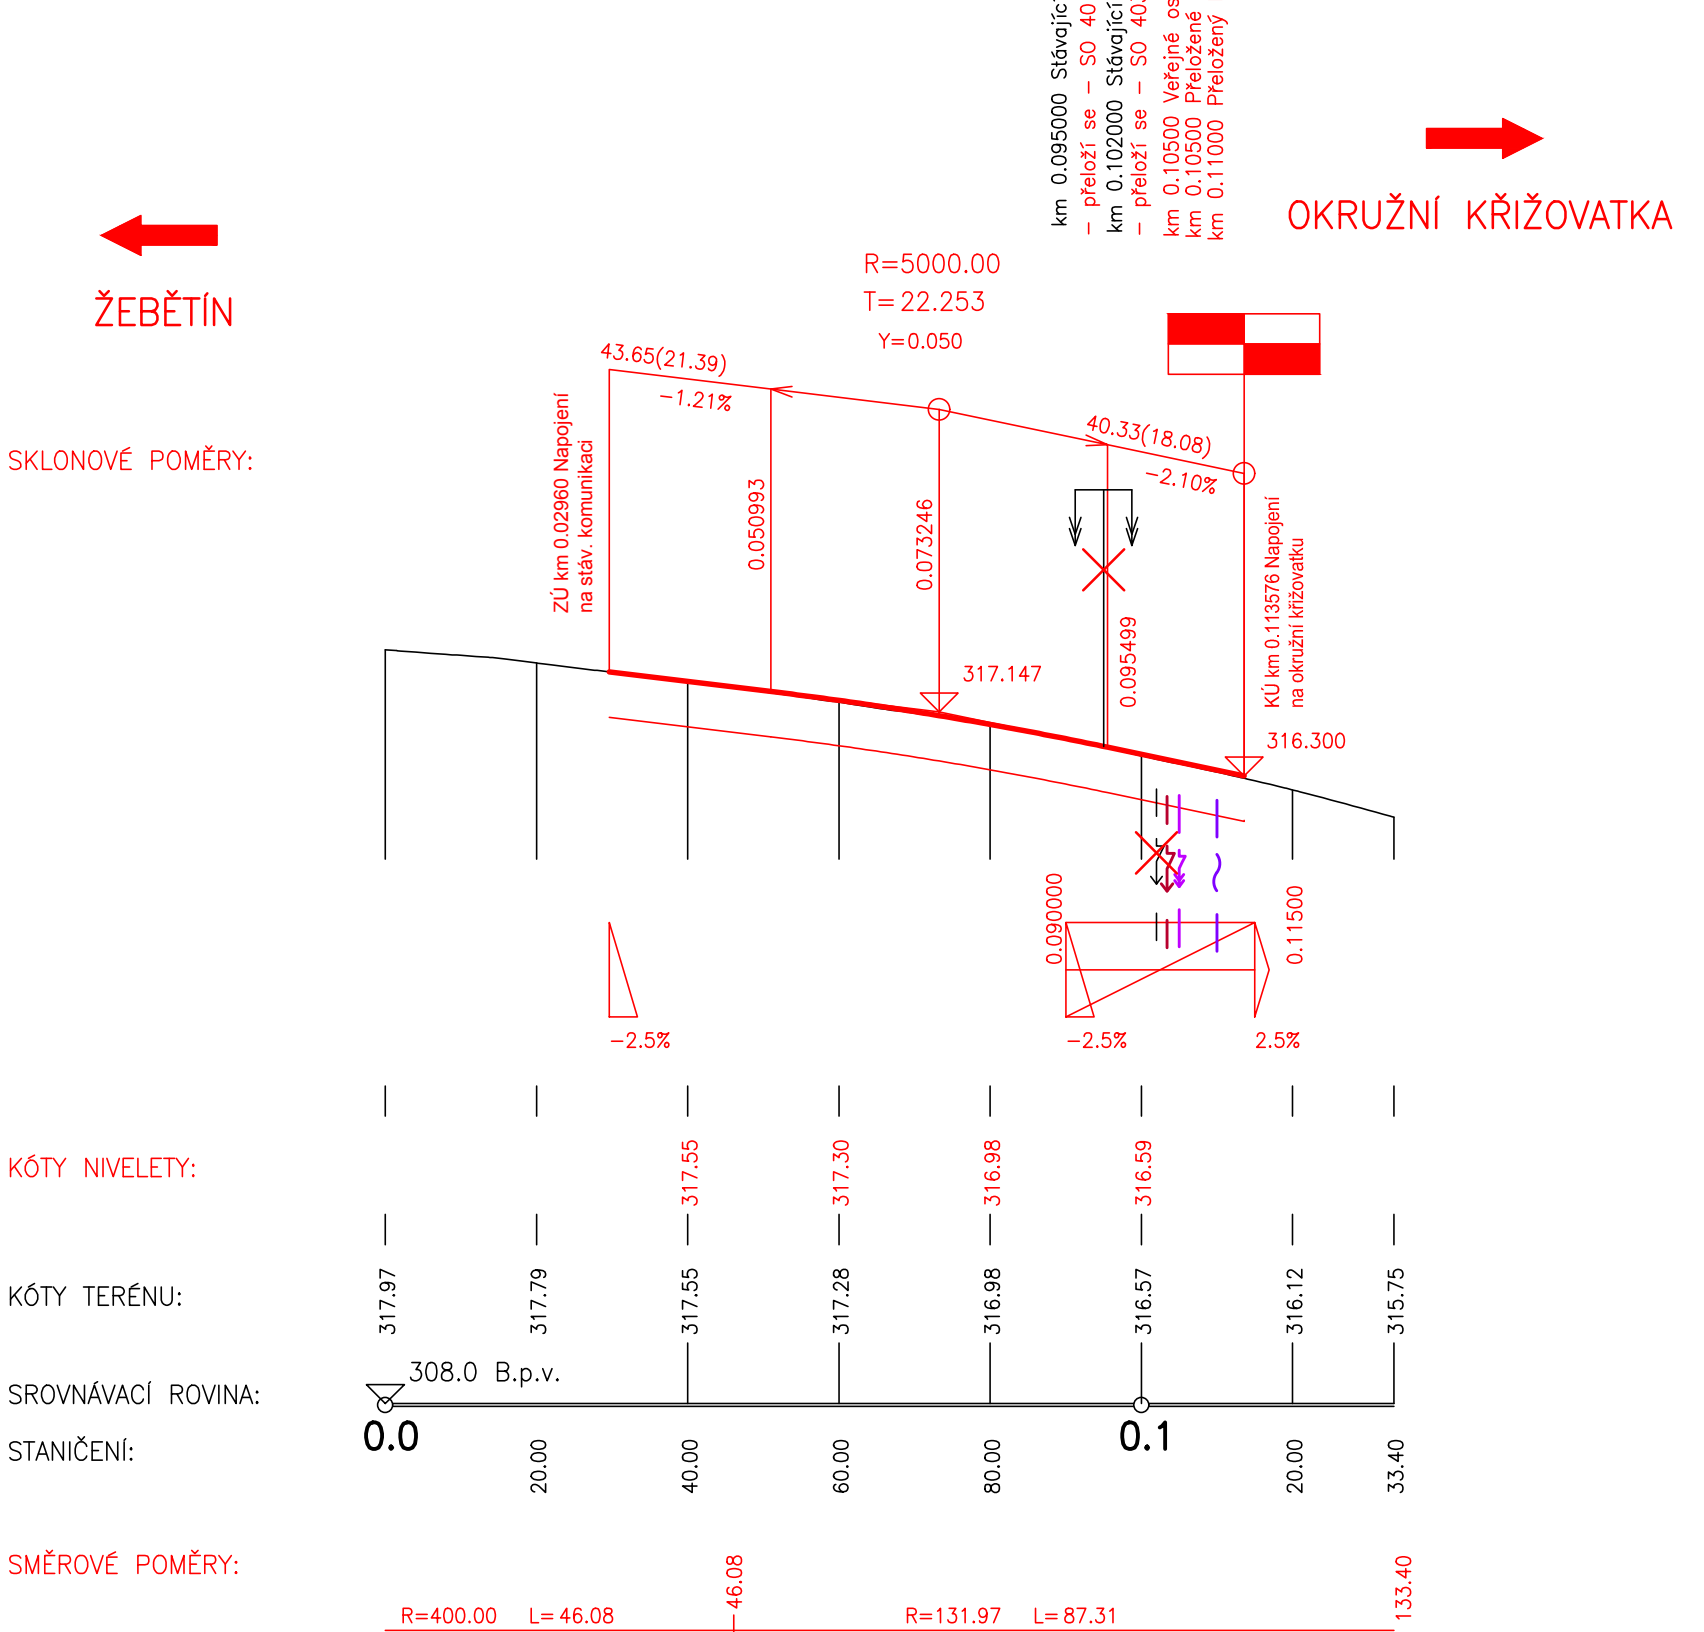 km 0.095000 Stávající
- přeloží se - SO 40
km 0.102000 Stávající
- přeloží se - SO 403
km 0.10500 Veřejné
km 0.10500 Přeložené
km 0.11000 Přeložený
OKRUŽNÍ KŘIŽOVATKA
ŽEBĚTÍN
R=5000.00
T=22.253
Y=0.050
43.65(21.39)
-1.21%
40.33(18.08)
-2.10%
SKLONOVÉ POMĚRY:
ZÚ km 0.02960 Napojení
na stáv. komunikaci
0.050993
0.073246
0.095499
KÚ km 0.113576 Napojení
na okružní křižovatku
317.147
316.300
0.090000
0.11500
-2.5%
-2.5%
2.5%
KÓTY NIVELETY:
317.55
317.30
316.98
316.59
KÓTY TERÉNU:
317.97
317.79
317.55
317.28
316.98
316.57
316.12
315.75
308.0 B.p.v.
SROVNÁVACÍ ROVINA:
0.0
0.1
STANIČENÍ:
20.00
40.00
60.00
80.00
20.00
33.40
SMĚROVÉ POMĚRY:
46.08
133.40
R=400.00 L=46.08
R=131.97 L=87.31